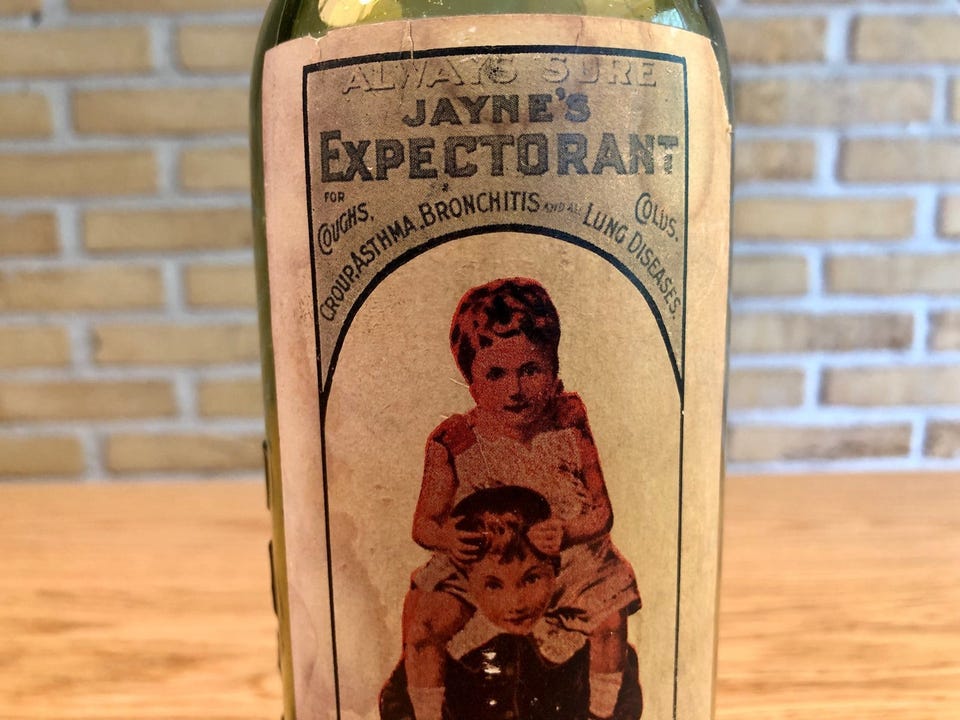 ALWAYS SURE
JAYNE'S
EXPECTORANT
FOR
COUGHS, COLDS.
CROUP, ASTHMA, BRONCHITIS AND ALL LUNG DISEASES.